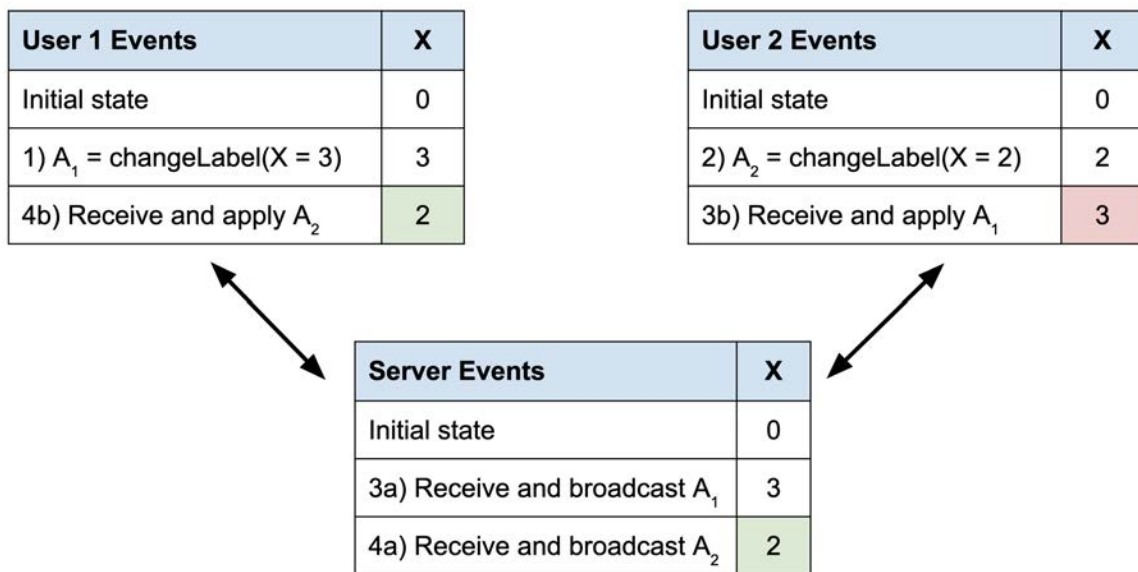 User 1 Events X
Initial state 0
1) A₁ = changeLabel(X = 3) 3
4b) Receive and apply A₂ 2
User 2 Events X
Initial state 0
2) A₂ = changeLabel(X = 2) 2
3b) Receive and apply A₁ 3
Server Events X
Initial state 0
3a) Receive and broadcast A₁ 3
4a) Receive and broadcast A₂ 2